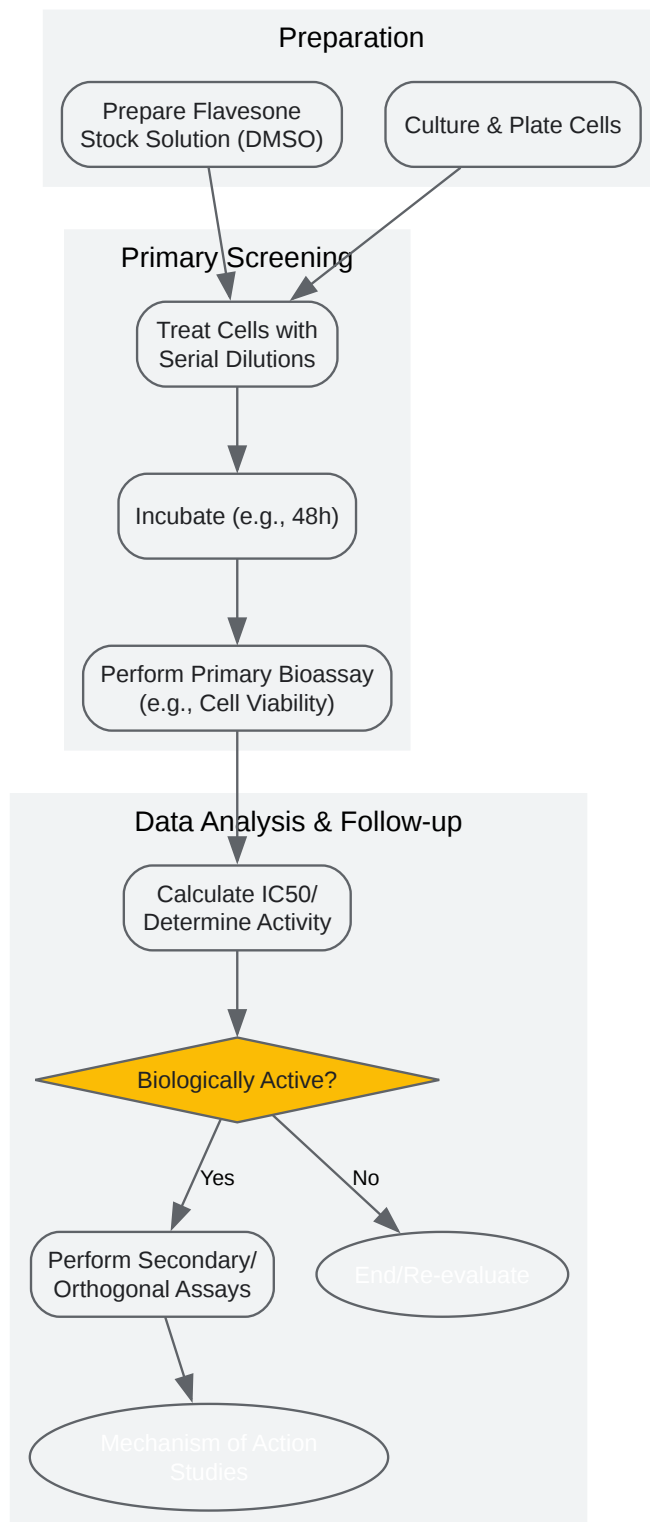 Preparation
Prepare Flavesone
Stock Solution (DMSO)
Culture & Plate Cells
Primary Screening
Treat Cells with
Serial Dilutions
Incubate (e.g., 48h)
Perform Primary Bioassay
(e.g., Cell Viability)
Data Analysis & Follow-up
Calculate IC50/
Determine Activity
Biologically Active?
Yes
No
Perform Secondary/
Orthogonal Assays
End/Re-evaluate
Mechanism of Action
Studies